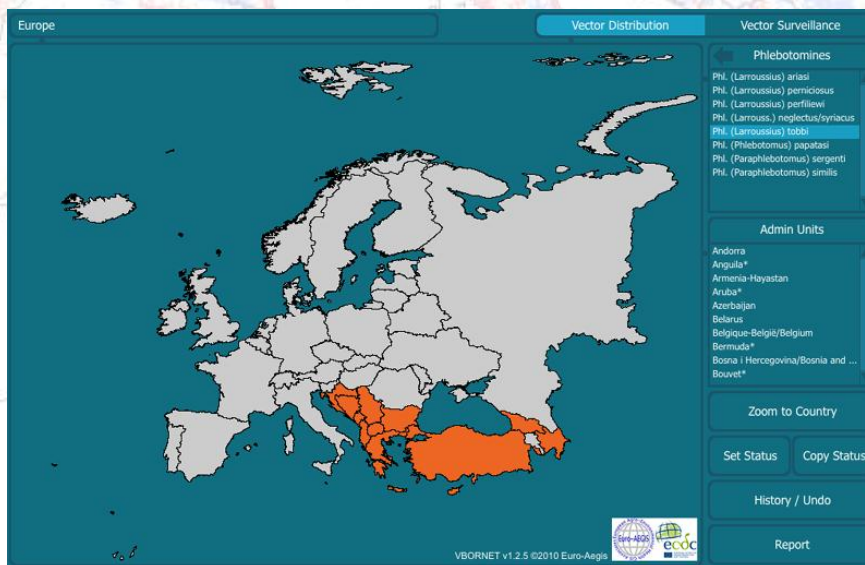 Europe
Vector Distribution
Vector Surveillance
Phlebotomines
Phl. (Larroussius) ariasi
Phl. (Larroussius) perniciosus
Phl. (Larroussius) perfiliewi
Phl. (Larrouss.) neglectus/syriacus
Phl. (Larroussius) tobbi
Phl. (Phlebotomus) papatasi
Phl. (Paraphlebotomus) sergenti
Phl. (Paraphlebotomus) similis
Admin Units
Andorra
Anguila*
Armenia-Hayastan
Aruba*
Azerbaijan
Belarus
Belgique-België/Belgium
Bermuda*
Bosna i Hercegovina/Bosnia and ...
Bouvet*
Zoom to Country
Set Status
Copy Status
History / Undo
Report
VBORNET v1.2.5 ©2010 Euro-Aegis
Euro-AEGIS
ecdc